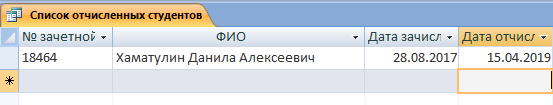 Список отчисленных студентов
№ зачетной ФИО Дата зачисл Дата отчисл
18464 Хаматулин Данила Алексеевич 28.08.2017 15.04.2019